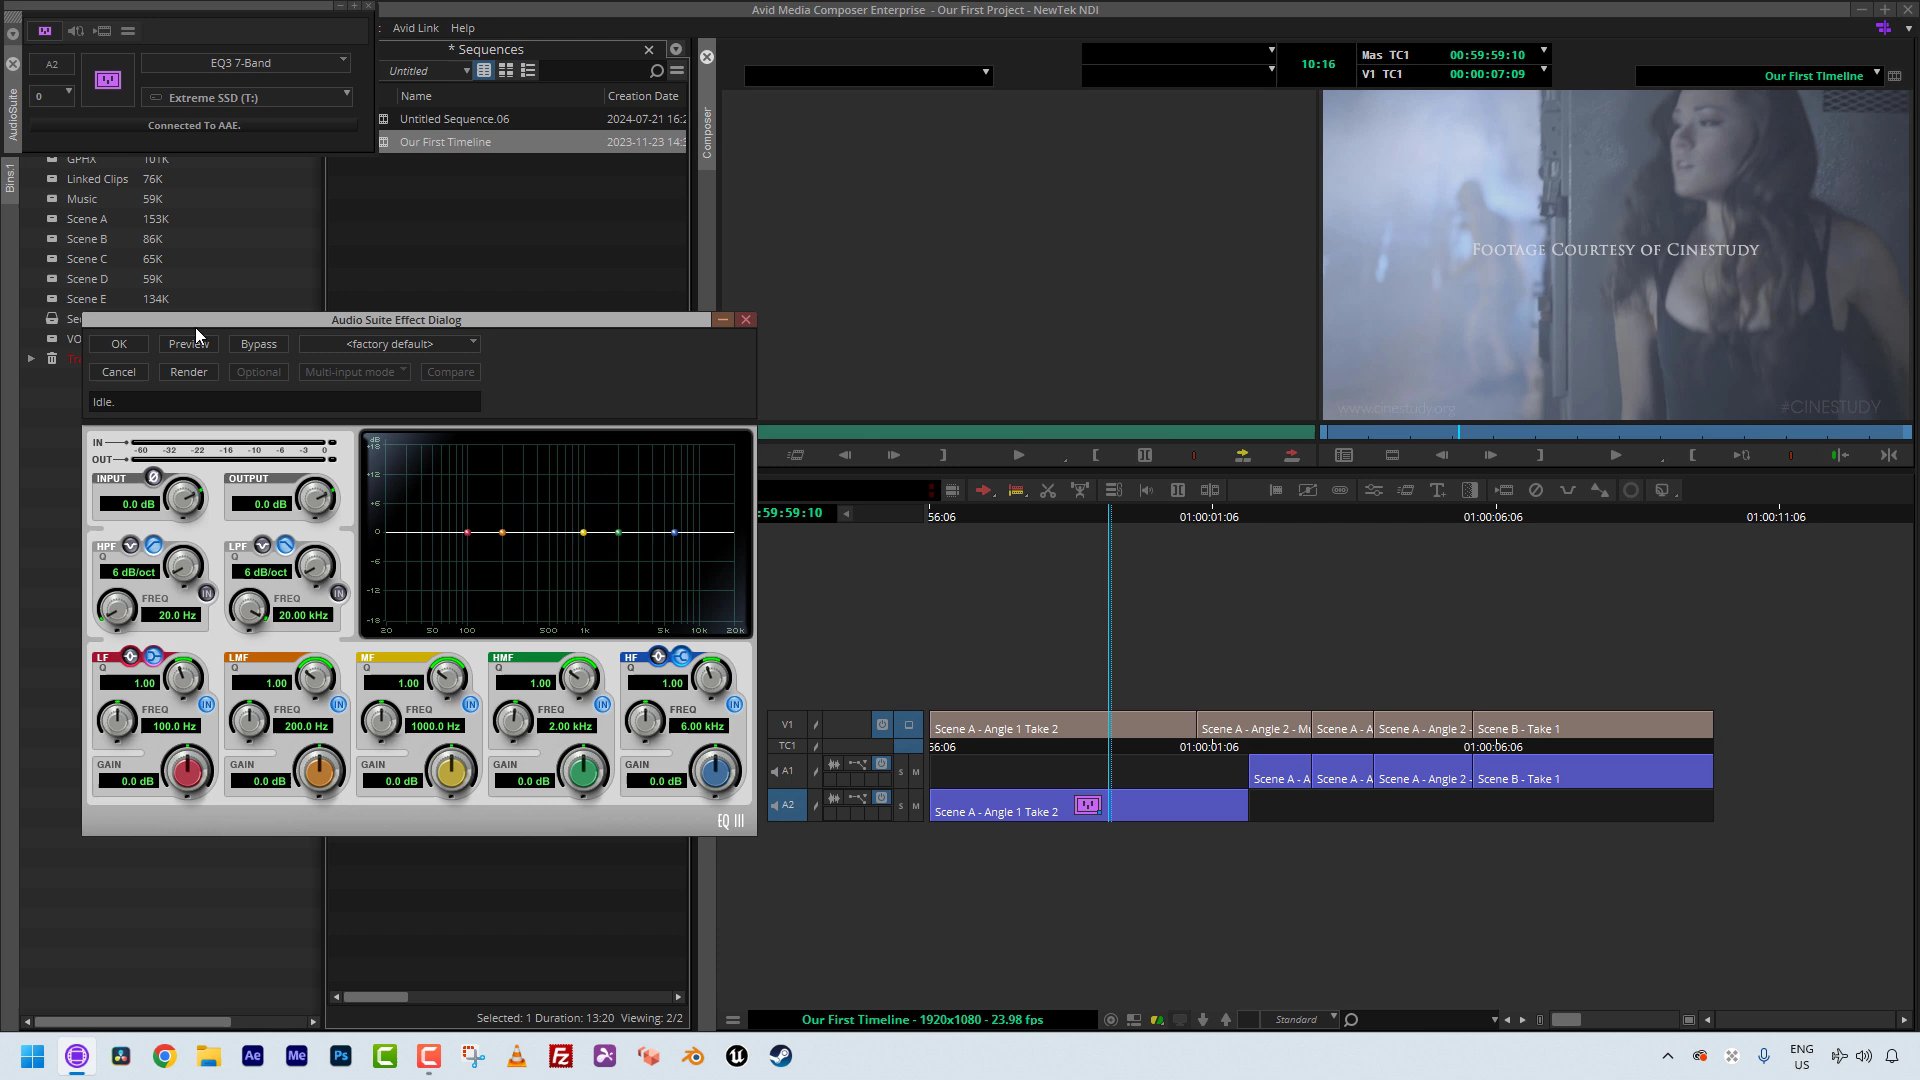 Avid Media Composer Enterprise - Our First Project - NewTek NDI
Avid Link Help
A2
EQ3 7-Band
0
Extreme SSD (T:)
Connected To AAE.
AudioSuite
* Sequences
Untitled
Name Creation Date
Untitled Sequence.06 2024-07-21 16:2
Our First Timeline 2023-11-23 14:
Composer
10:16
Mas TC1 00:59:59:10
V1 TC1 00:00:07:09
Our First Timeline
Bins.1
GPHX 101K
Linked Clips 76K
Music 59K
Scene A 153K
Scene B 86K
Scene C 65K
Scene D 59K
Scene E 134K
Se
VO
Tr
Footage Courtesy of Cinestudy
www.cinestudy.org
#CINESTUDY
Audio Suite Effect Dialog
OK Preview Bypass <factory default>
Cancel Render Optional Multi-input mode Compare
Idle.
IN
-60 -32 -22 -16 -10 -6 -3 0
OUT
INPUT OUTPUT
0.0 dB 0.0 dB
HPF LPF
Q Q
6 dB/oct 6 dB/oct
IN IN
FREQ FREQ
20.0 Hz 20.00 kHz
dB
+18
+12
+6
0
-6
-12
-18
20 50 100 500 1k 5k 10k 20k
LF LMF MF HMF HF
Q Q Q Q Q
1.00 1.00 1.00 1.00 1.00
IN IN IN IN IN
FREQ FREQ FREQ FREQ FREQ
100.0 Hz 200.0 Hz 1000.0 Hz 2.00 kHz 6.00 kHz
GAIN GAIN GAIN GAIN GAIN
0.0 dB 0.0 dB 0.0 dB 0.0 dB 0.0 dB
EQ III
:59:59:10
56:06 01:00:01:06 01:00:06:06 01:00:11:06
V1
Scene A - Angle 1 Take 2 Scene A - Angle 2 - Mu Scene A - A Scene A - Angle 2 - Scene B - Take 1
TC1
56:06 01:00:01:06 01:00:06:06
A1 S M
Scene A - A Scene A - A Scene A - Angle 2 - Scene B - Take 1
A2 S M
Scene A - Angle 1 Take 2
Selected: 1 Duration: 13:20 Viewing: 2/2
Our First Timeline - 1920x1080 - 23.98 fps
Standard
Ae Me Ps C C Fz
ENG
US